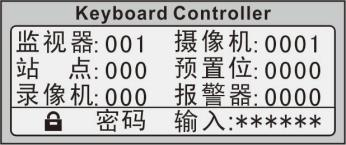 Keyboard Controller
监视器:001 摄像机:0001
站 点:000 预置位:0000
录像机:000 报警器:0000
密码 输入:******